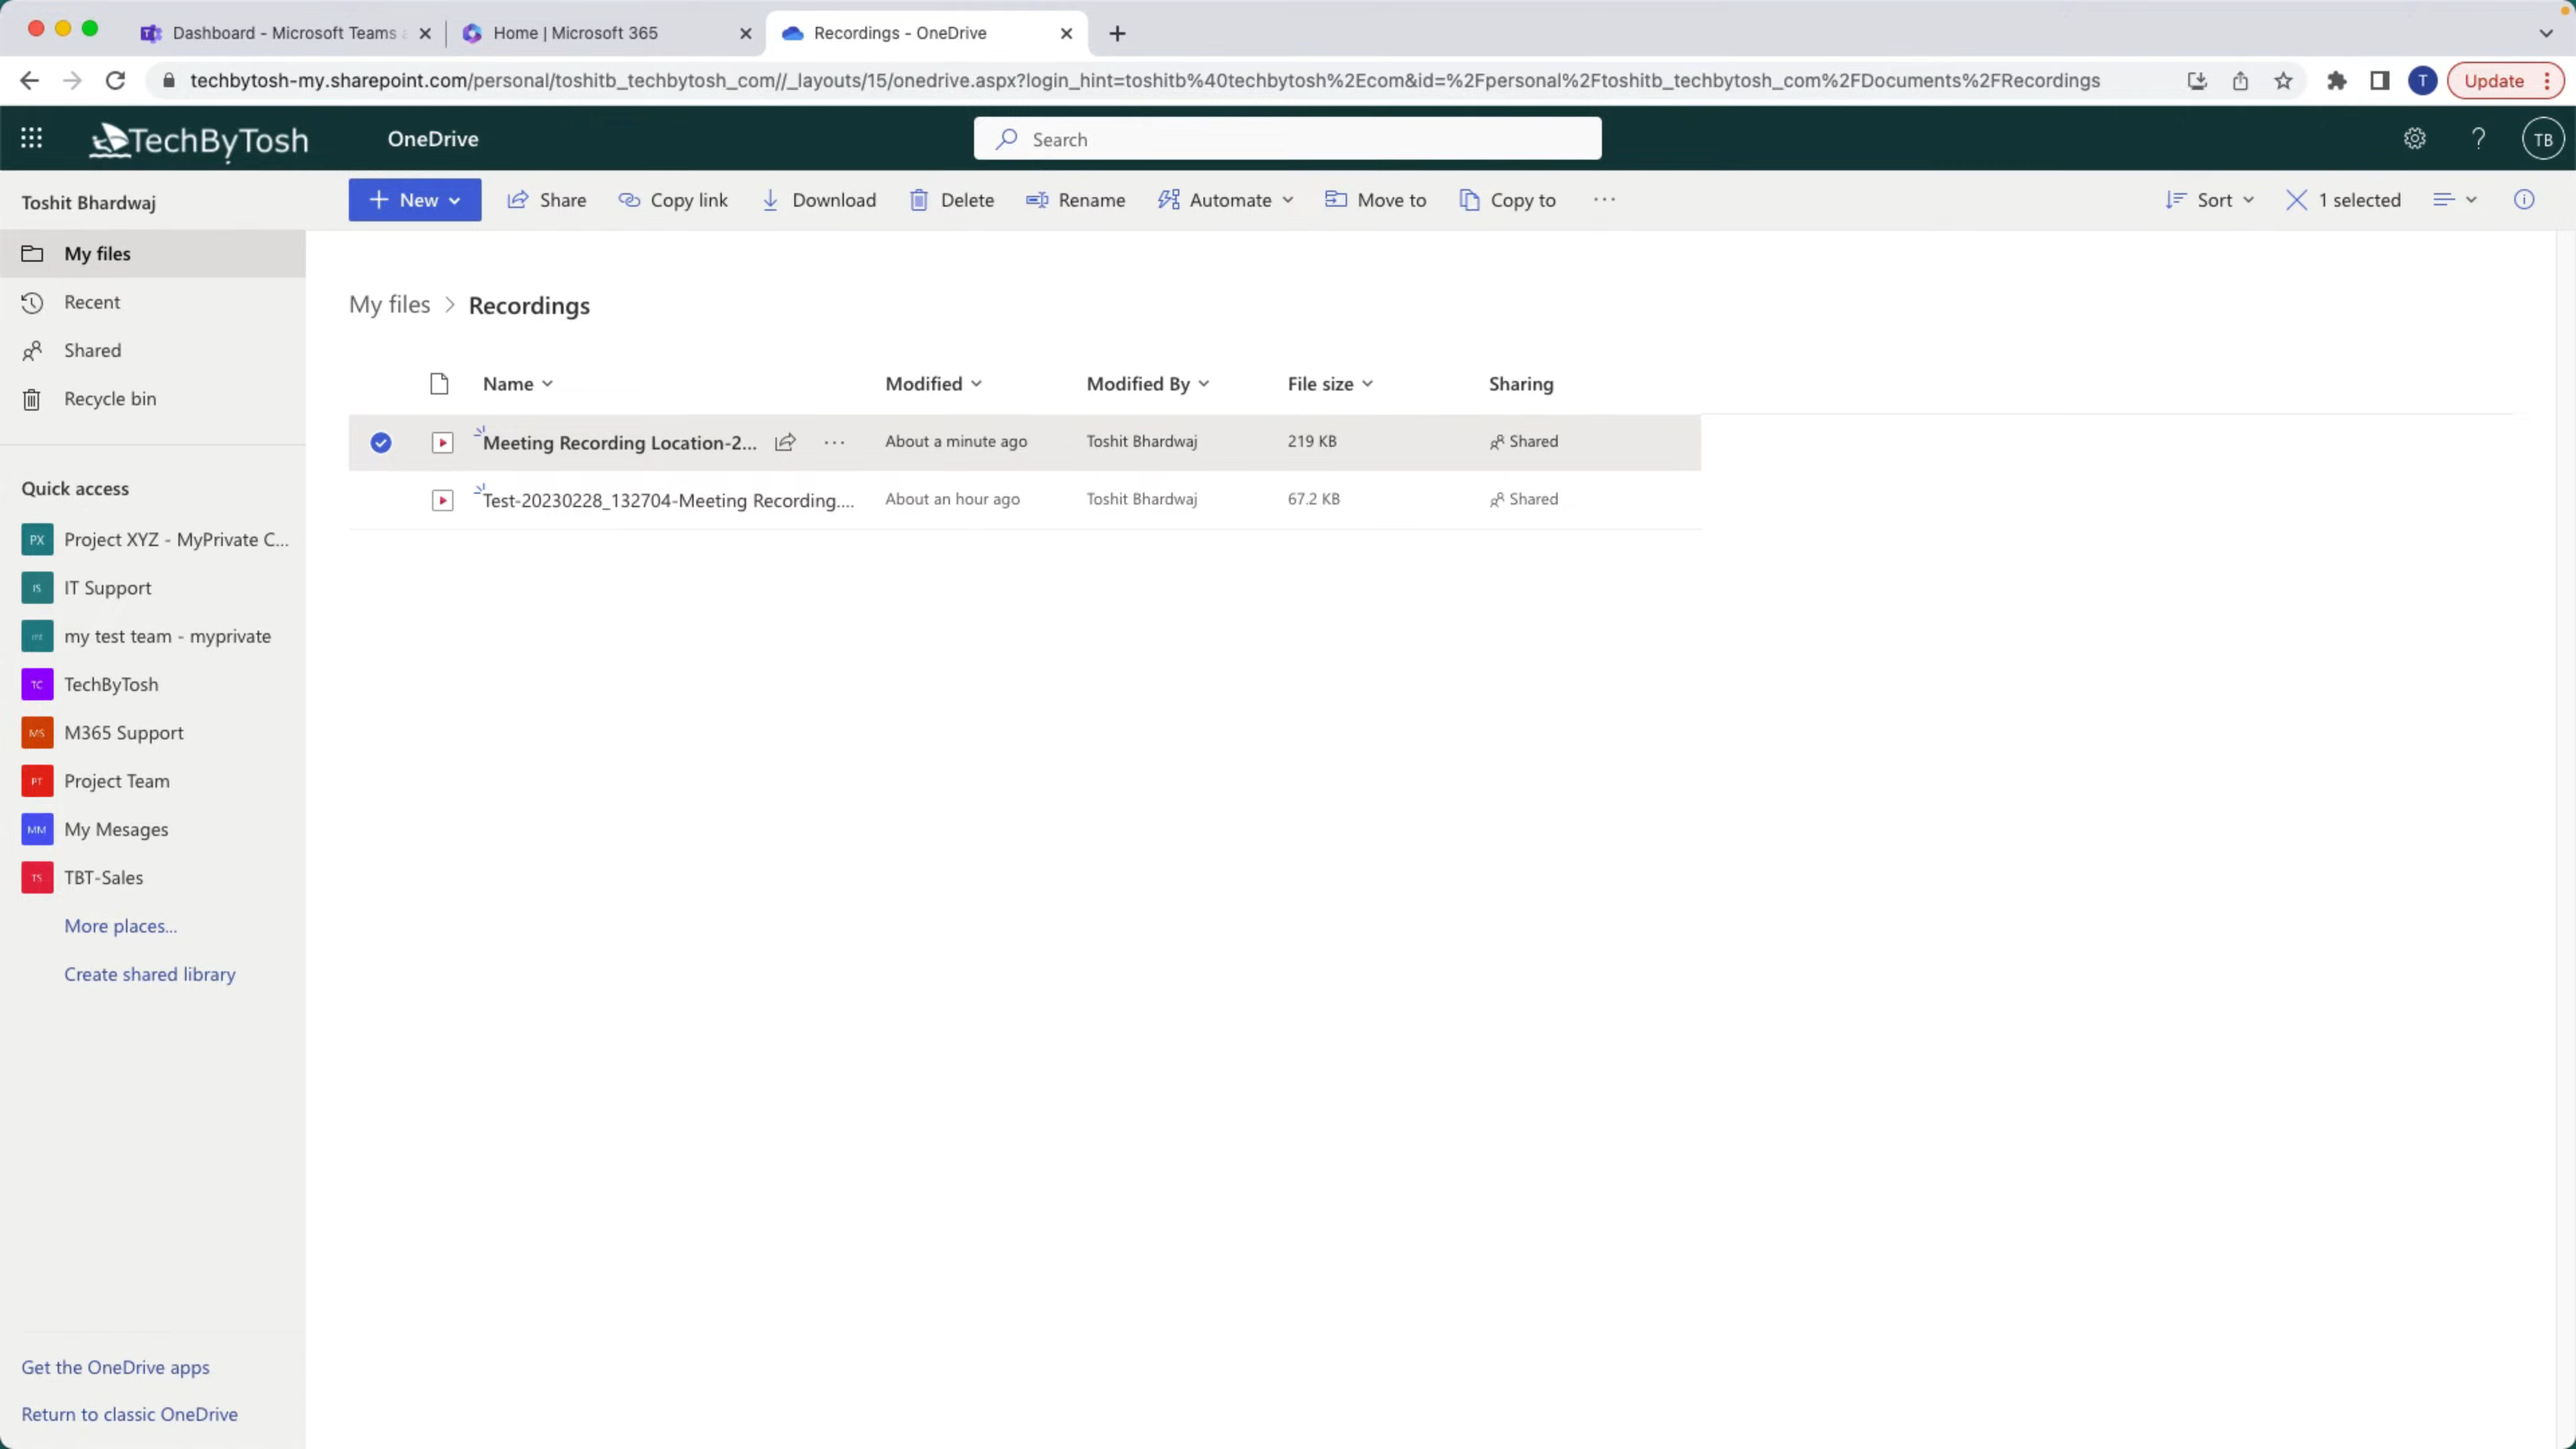 Dashboard - Microsoft Teams
Home | Microsoft 365
Recordings - OneDrive
techbytosh-my.sharepoint.com/personal/toshitb_techbytosh_com//_layouts/15/onedrive.aspx?login_hint=toshitb%40techbytosh%2Ecom&id=%2Fpersonal%2Ftoshitb_techbytosh_com%2FDocuments%2FRecordings
T
Update
TechByTosh
OneDrive
Search
?
TB
Toshit Bhardwaj
New
Share
Copy link
Download
Delete
Rename
Automate
Move to
Copy to
...
Sort
1 selected
My files
Recent
Shared
Recycle bin
Quick access
PX Project XYZ - MyPrivate C...
IS IT Support
mt my test team - myprivate
TC TechByTosh
MS M365 Support
PT Project Team
MM My Mesages
TS TBT-Sales
More places...
Create shared library
Get the OneDrive apps
Return to classic OneDrive
My files > Recordings
Name Modified Modified By File size Sharing
Meeting Recording Location-2... ... About a minute ago Toshit Bhardwaj 219 KB Shared
Test-20230228_132704-Meeting Recording.... About an hour ago Toshit Bhardwaj 67.2 KB Shared